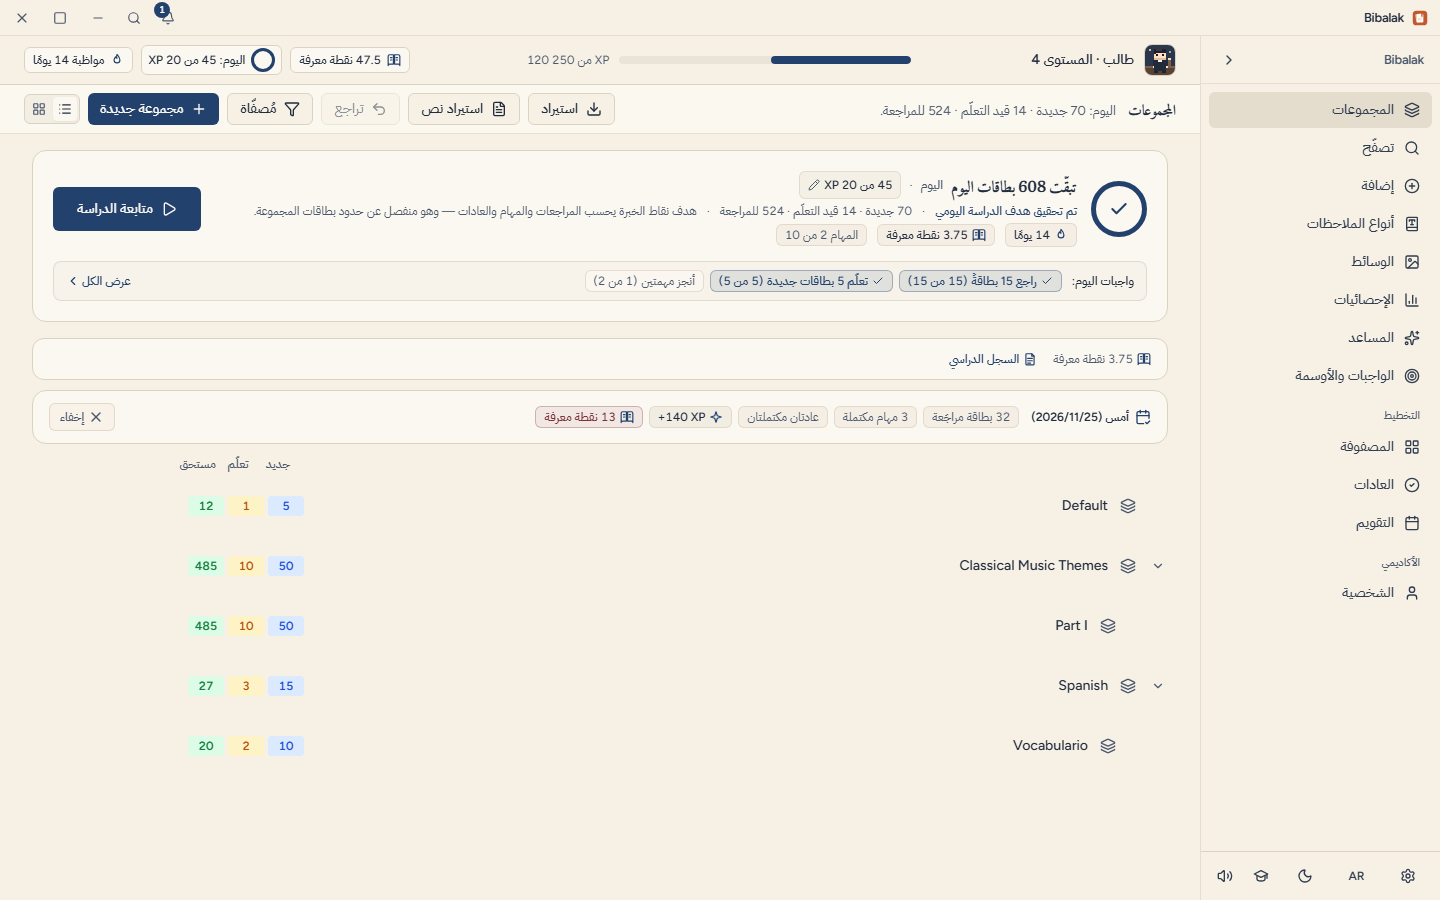 Bibalak
1
Bibalak
طالب · المستوى 4
120 من 250 XP
47.5 نقطة معرفة
اليوم: 45 من 20 XP
مواظبة 14 يومًا
المجموعات
اليوم: 70 جديدة · 14 قيد التعلّم · 524 للمراجعة.
استيراد
استيراد نص
تراجع
مُصفّاة
مجموعة جديدة
المجموعات
تصفّح
إضافة
أنواع الملاحظات
الوسائط
الإحصائيات
المساعد
الواجبات والأوسمة
التخطيط
المصفوفة
العادات
التقويم
الأكاديمي
الشخصية
AR
تبقّت 608 بطاقات اليوم
اليوم · 45 من 20 XP
تم تحقيق هدف الدراسة اليومي · 70 جديدة · 14 قيد التعلّم · 524 للمراجعة · هدف نقاط الخبرة يحسب المراجعات والمهام والعادات — وهو منفصل عن حدود بطاقات المجموعة.
14 يومًا
3.75 نقطة معرفة
المهام 2 من 10
متابعة الدراسة
واجبات اليوم:
راجع 15 بطاقةً (15 من 15)
تعلّم 5 بطاقات جديدة (5 من 5)
أنجز مهمتين (1 من 2)
عرض الكل
3.75 نقطة معرفة
السجل الدراسي
أمس (2026/11/25)
32 بطاقة مراجَعة
3 مهام مكتملة
عادتان مكتملتان
+140 XP
13 نقطة معرفة
إخفاء
جديد تعلّم مستحق
Default 5 1 12
Classical Music Themes 50 10 485
Part I 50 10 485
Spanish 15 3 27
Vocabulario 10 2 20